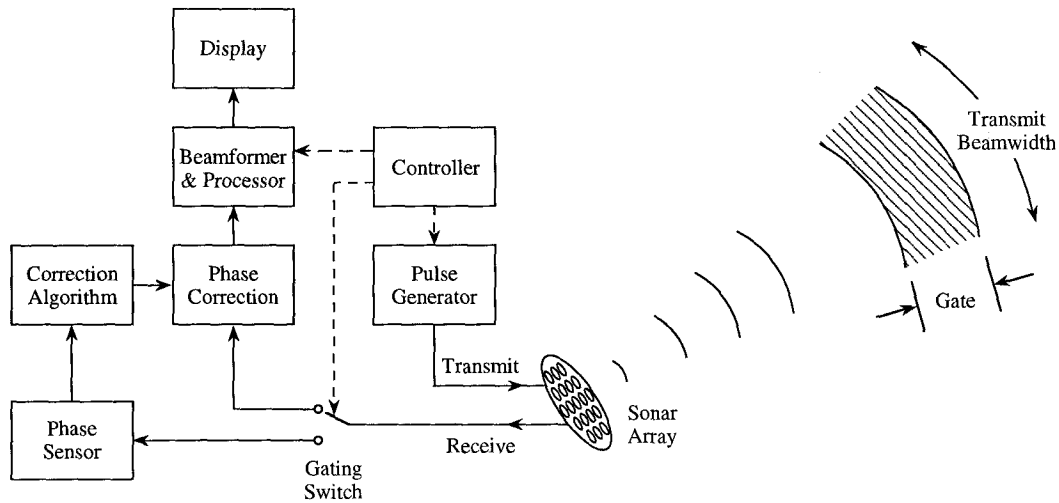 Display
Beamformer
& Processor
Controller
Transmit
Beamwidth
Correction
Algorithm
Phase
Correction
Pulse
Generator
Gate
Transmit
Phase
Sensor
Receive
Sonar
Array
Gating
Switch